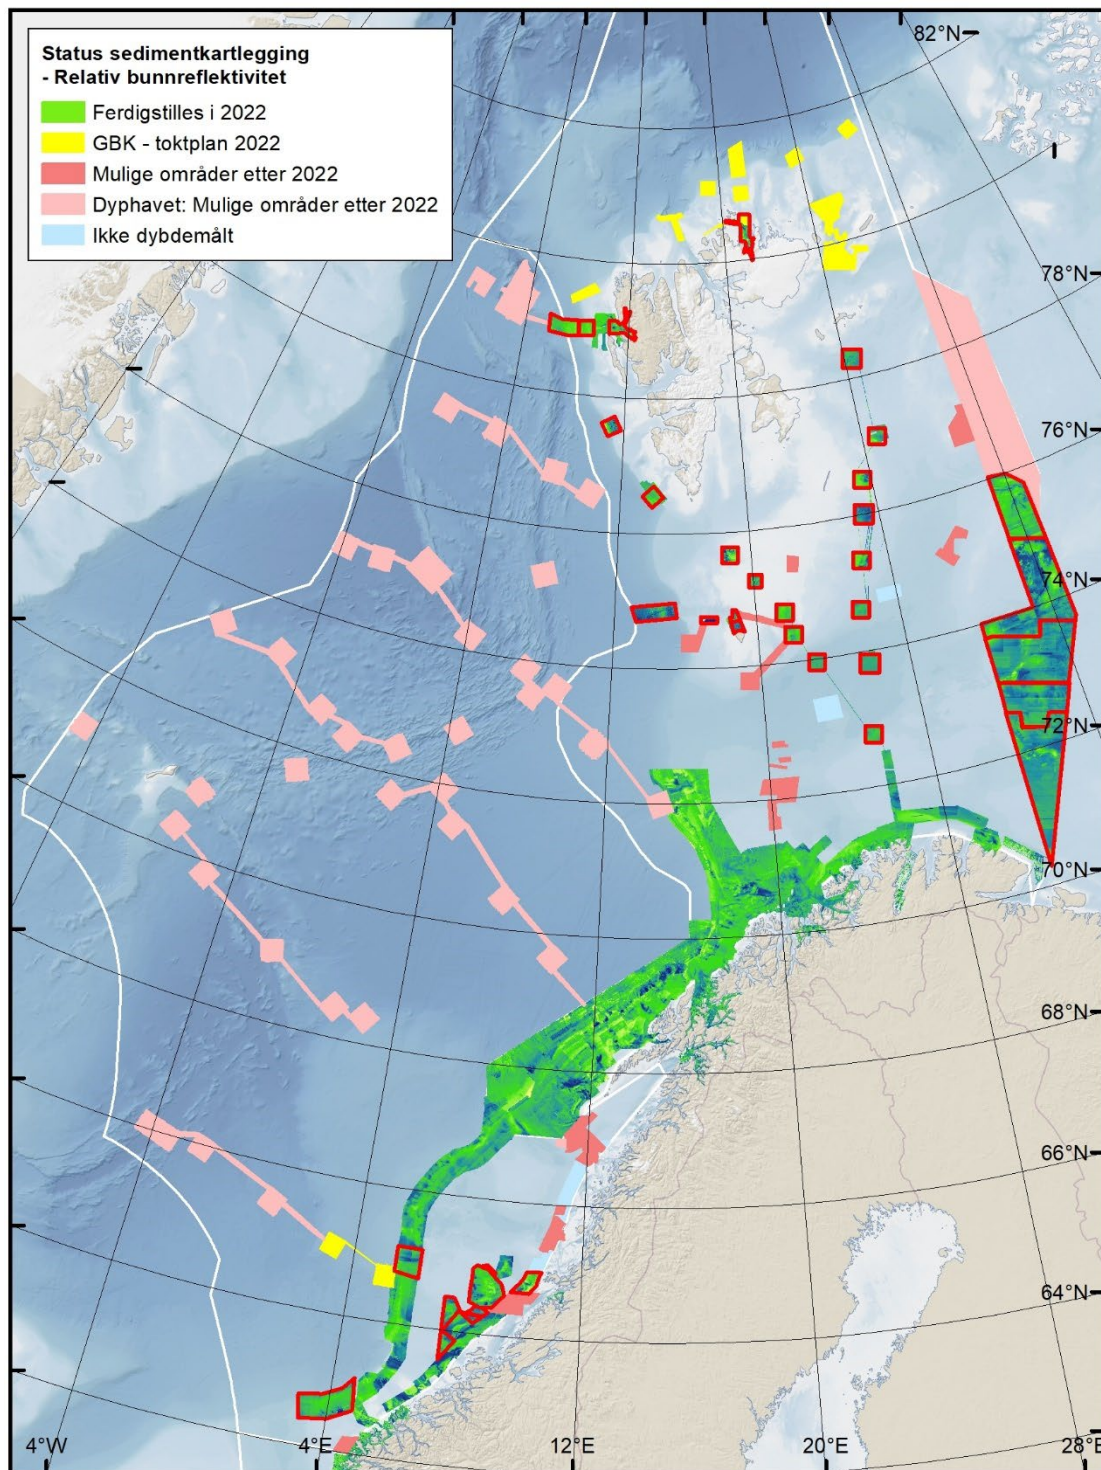 Status sedimentkartlegging
- Relativ bunnreflektivitet
Ferdigstilles i 2022
GBK - toktplan 2022
Mulige områder etter 2022
Dyphavet: Mulige områder etter 2022
Ikke dybdemålt
82°N
78°N
76°N
74°N
72°N
70°N
68°N
66°N
64°N
4°W
4°E
12°E
20°E
28°E